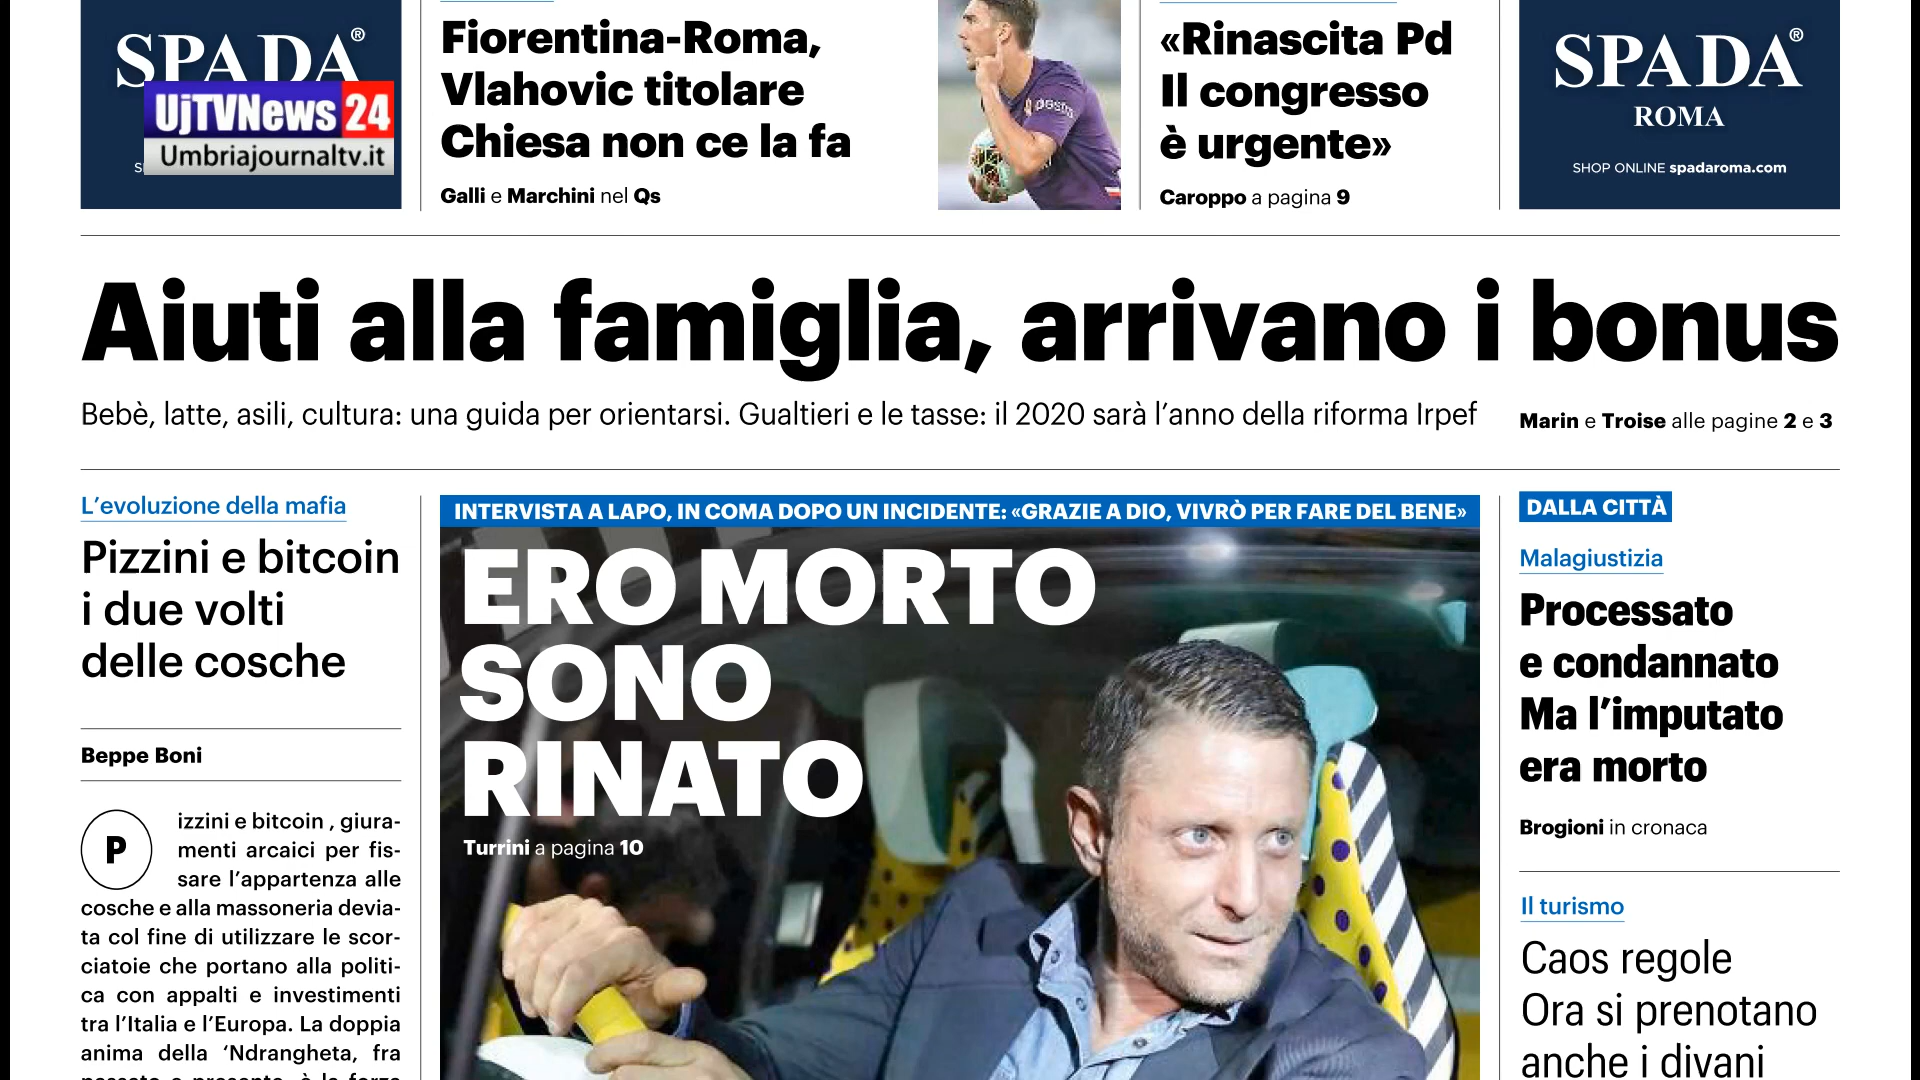 SPADA®
UjTVNews 24
Umbriajournaltv.it
Fiorentina-Roma,
Vlahovic titolare
Chiesa non ce la fa
Galli e Marchini nel Qs
«Rinascita Pd
Il congresso
è urgente»
Caroppo a pagina 9
SPADA®
ROMA
SHOP ONLINE spadaroma.com
Aiuti alla famiglia, arrivano i bonus
Bebè, latte, asili, cultura: una guida per orientarsi. Gualtieri e le tasse: il 2020 sarà l’anno della riforma Irpef
Marin e Troise alle pagine 2 e 3
L’evoluzione della mafia
Pizzini e bitcoin
i due volti
delle cosche
Beppe Boni
P izzini e bitcoin , giura-
menti arcaici per fis-
sare l’appartenza alle
cosche e alla massoneria devia-
ta col fine di utilizzare le scor-
ciatoie che portano alla politi-
ca con appalti e investimenti
tra l’Italia e l’Europa. La doppia
anima della ‘Ndrangheta, fra
INTERVISTA A LAPO, IN COMA DOPO UN INCIDENTE: «GRAZIE A DIO, VIVRÒ PER FARE DEL BENE»
ERO MORTO
SONO
RINATO
Turrini a pagina 10
DALLA CITTÀ
Malagiustizia
Processato
e condannato
Ma l’imputato
era morto
Brogioni in cronaca
Il turismo
Caos regole
Ora si prenotano
anche i divani